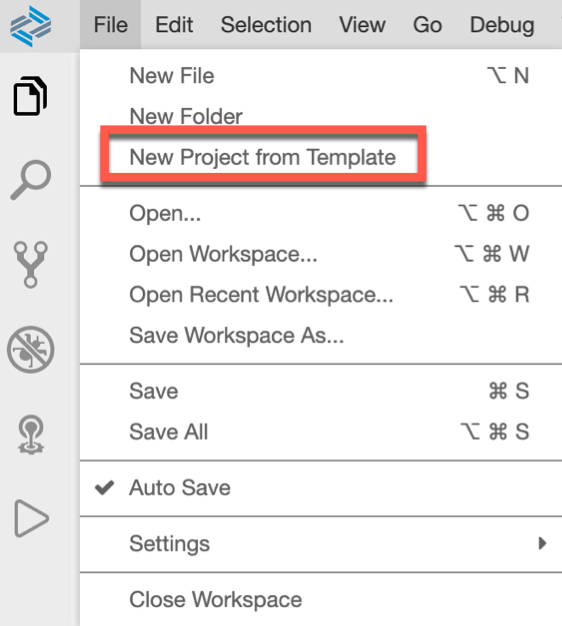 File Edit Selection View Go Debug
New File ⌥ N
New Folder
New Project from Template
Open... ⌥ ⌘ O
Open Workspace... ⌥ ⌘ W
Open Recent Workspace... ⌥ ⌘ R
Save Workspace As...
Save ⌘ S
Save All ⌥ ⌘ S
Auto Save
Settings
Close Workspace